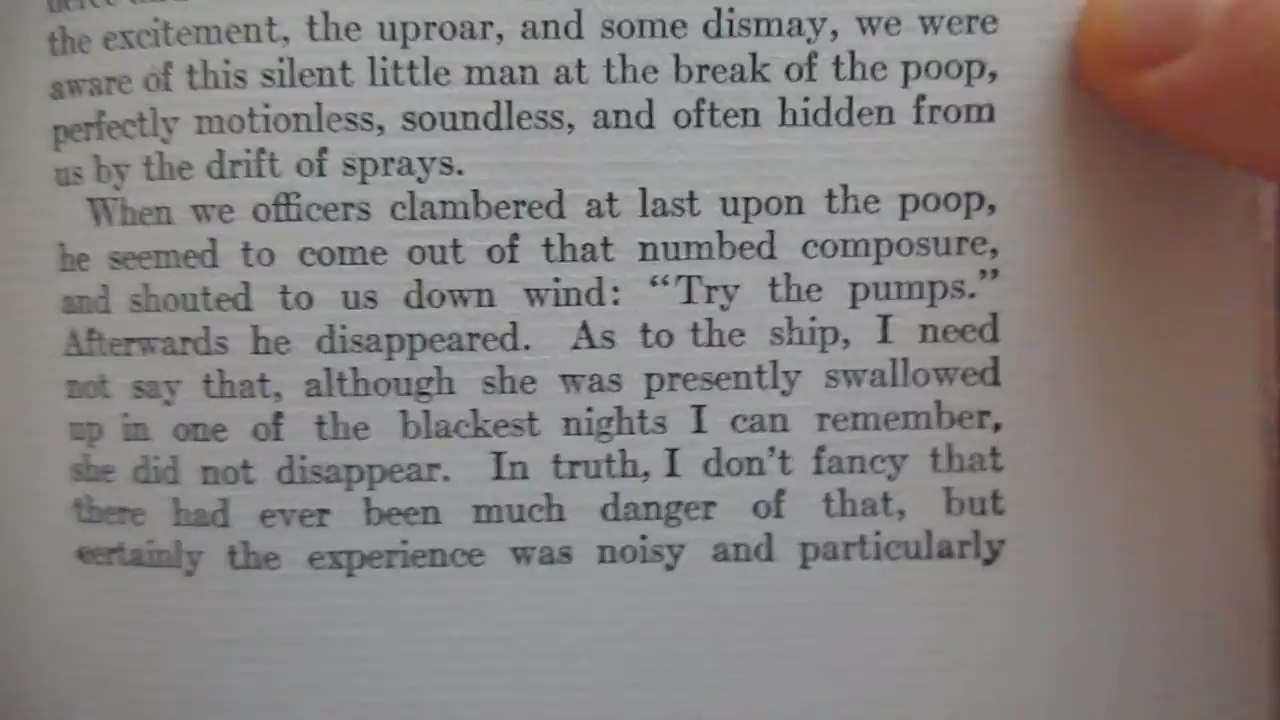 the excitement, the uproar, and some dismay, we were
aware of this silent little man at the break of the poop,
perfectly motionless, soundless, and often hidden from
us by the drift of sprays.
When we officers clambered at last upon the poop,
he seemed to come out of that numbed composure,
and shouted to us down wind: “Try the pumps.”
Afterwards he disappeared. As to the ship, I need
not say that, although she was presently swallowed
up in one of the blackest nights I can remember,
she did not disappear. In truth, I don’t fancy that
there had ever been much danger of that, but
certainly the experience was noisy and particularly